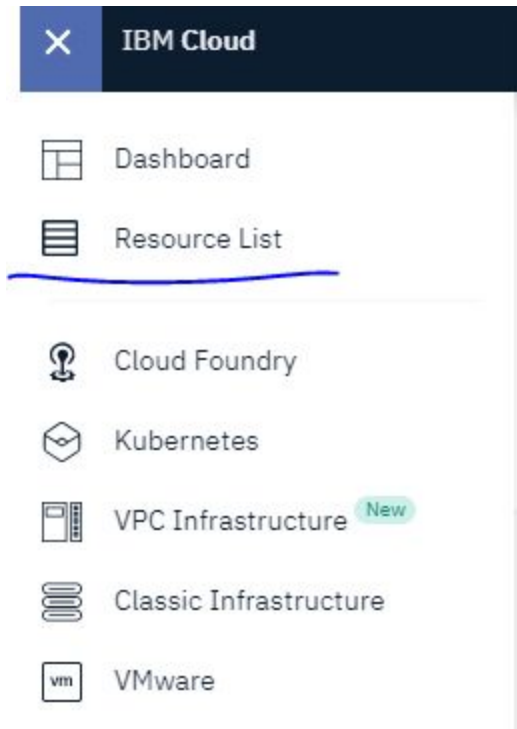 IBM Cloud
Dashboard
Resource List
Cloud Foundry
Kubernetes
VPC Infrastructure New
Classic Infrastructure
vm VMware